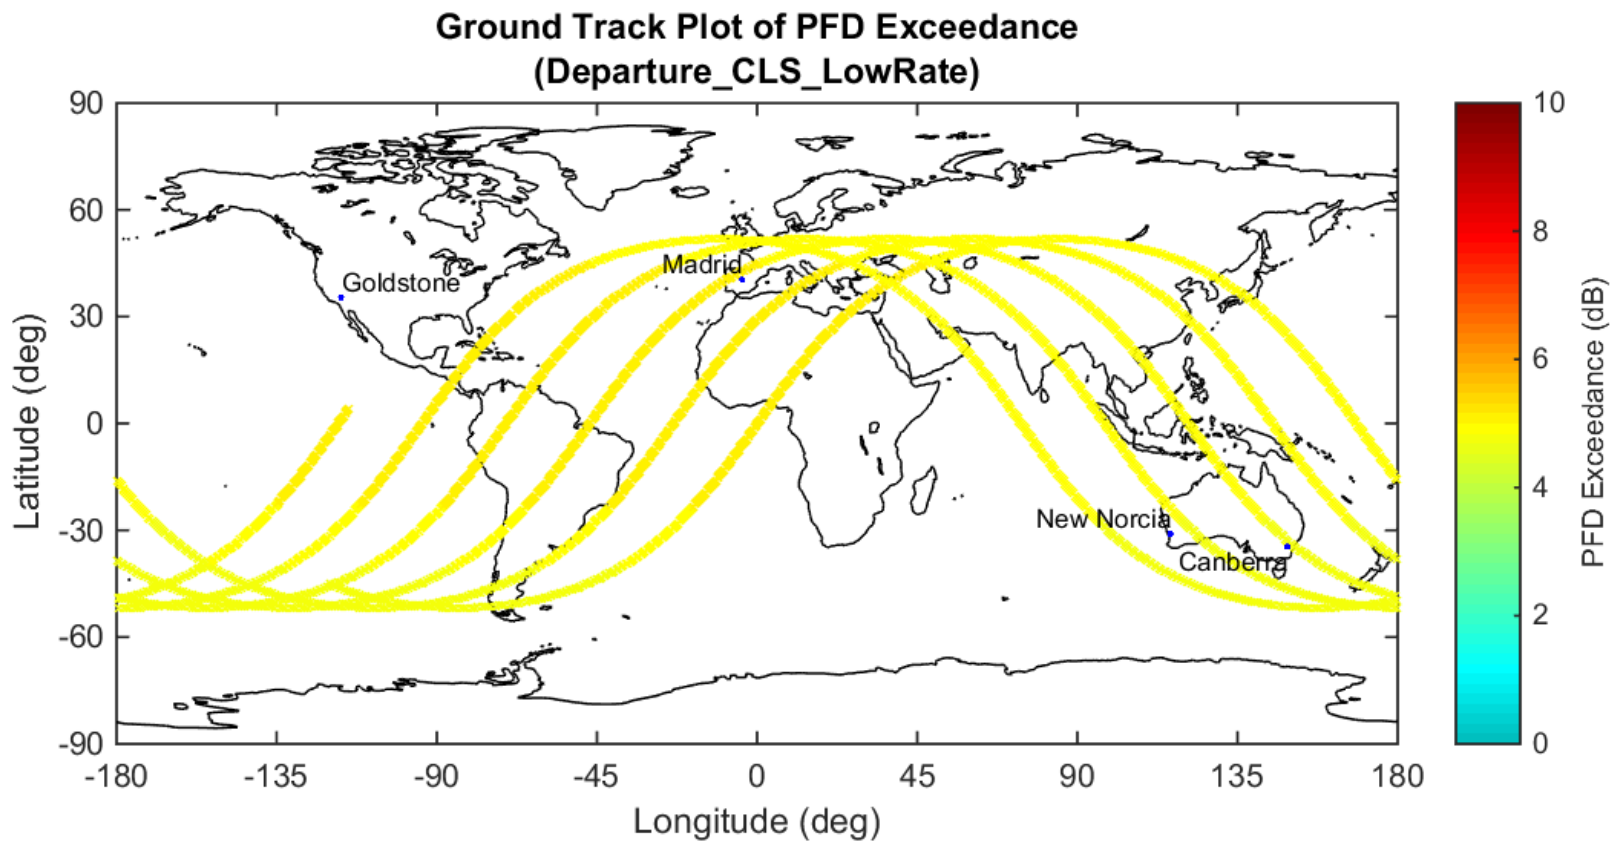 Ground Track Plot of PFD Exceedance
(Departure_CLS_LowRate)
90
60
30
0
-30
-60
-90
Latitude (deg)
Goldstone
Madrid
New Norcia
Canberra
-180 -135 -90 -45 0 45 90 135 180
Longitude (deg)
10
8
6
4
2
0
PFD Exceedance (dB)